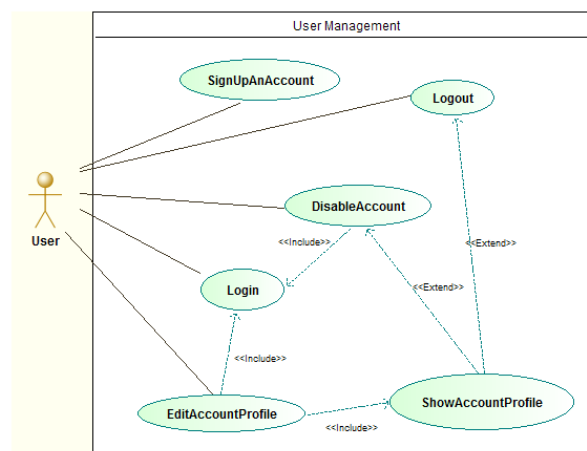 User Management
SignUpAnAccount
Logout
DisableAccount
User
<<Include>>
<<Extend>>
Login
<<Extend>>
<<Include>>
EditAccountProfile
ShowAccountProfile
<<Include>>